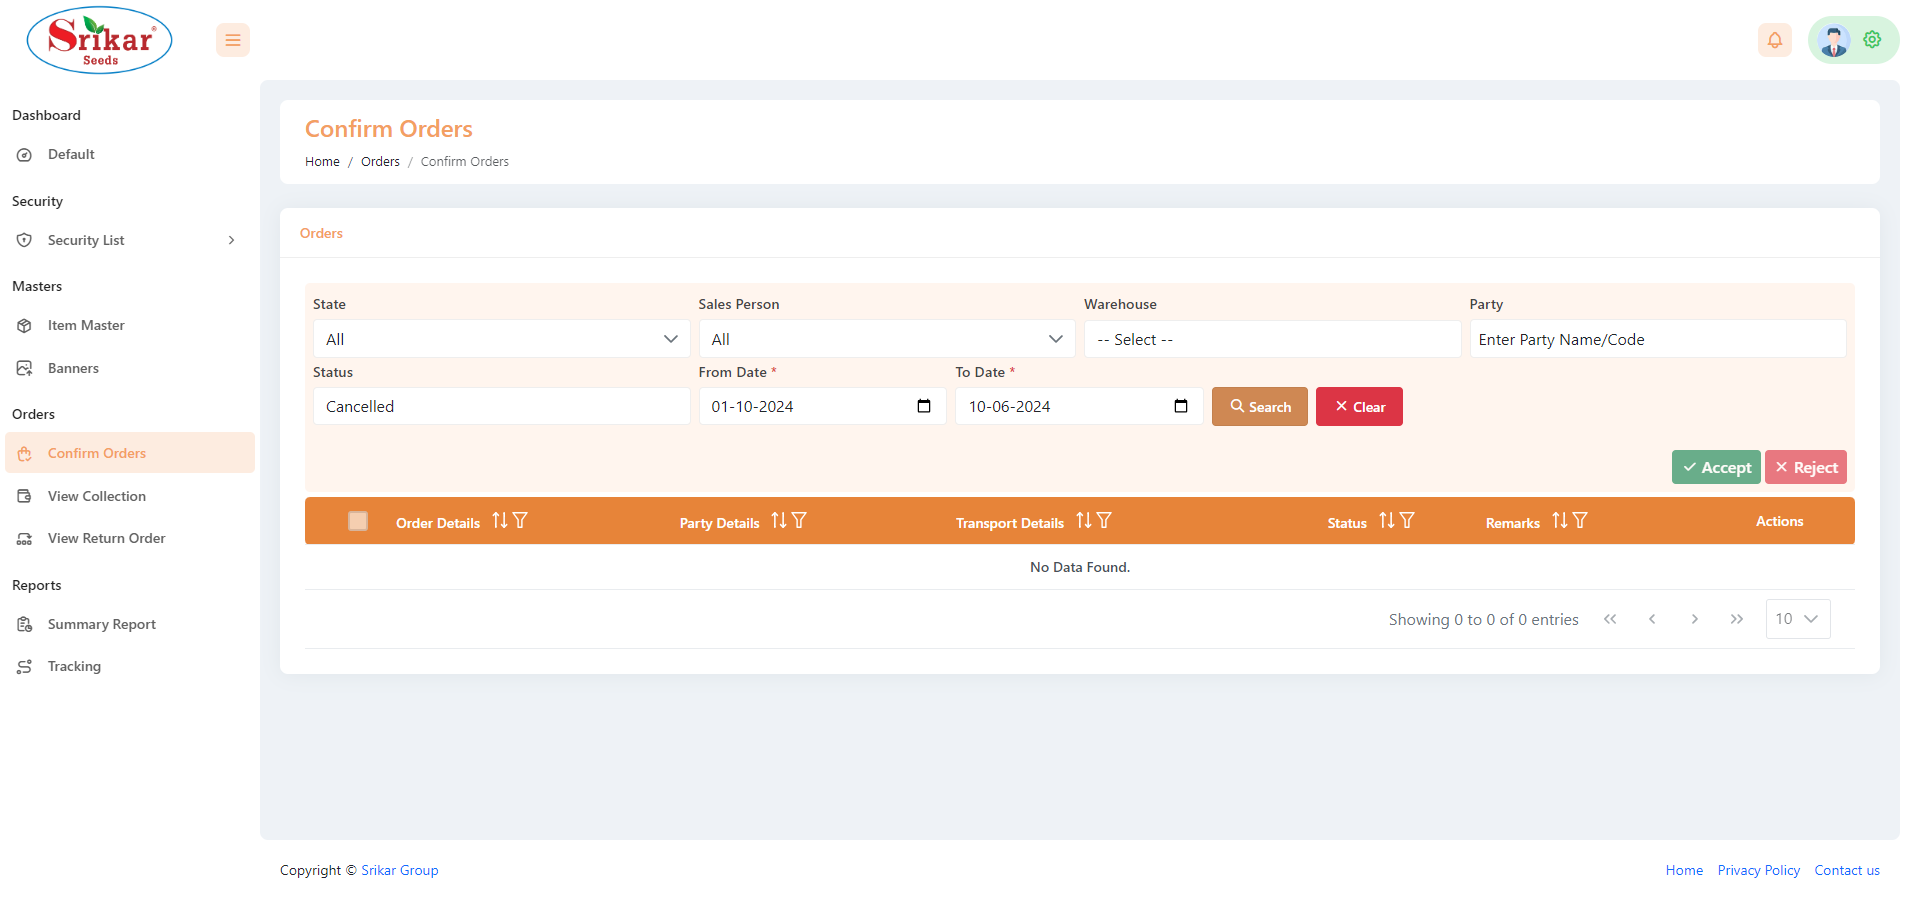 Srikar®
Seeds
Dashboard
Default
Security
Security List
Masters
Item Master
Banners
Orders
Confirm Orders
View Collection
View Return Order
Reports
Summary Report
Tracking
Confirm Orders
Home / Orders / Confirm Orders
Orders
State Sales Person Warehouse Party
All All -- Select -- Enter Party Name/Code
Status From Date * To Date *
Cancelled 01-10-2024 10-06-2024 Search Clear
Accept Reject
Order Details Party Details Transport Details Status Remarks Actions
No Data Found.
Showing 0 to 0 of 0 entries 10
Copyright © Srikar Group Home Privacy Policy Contact us